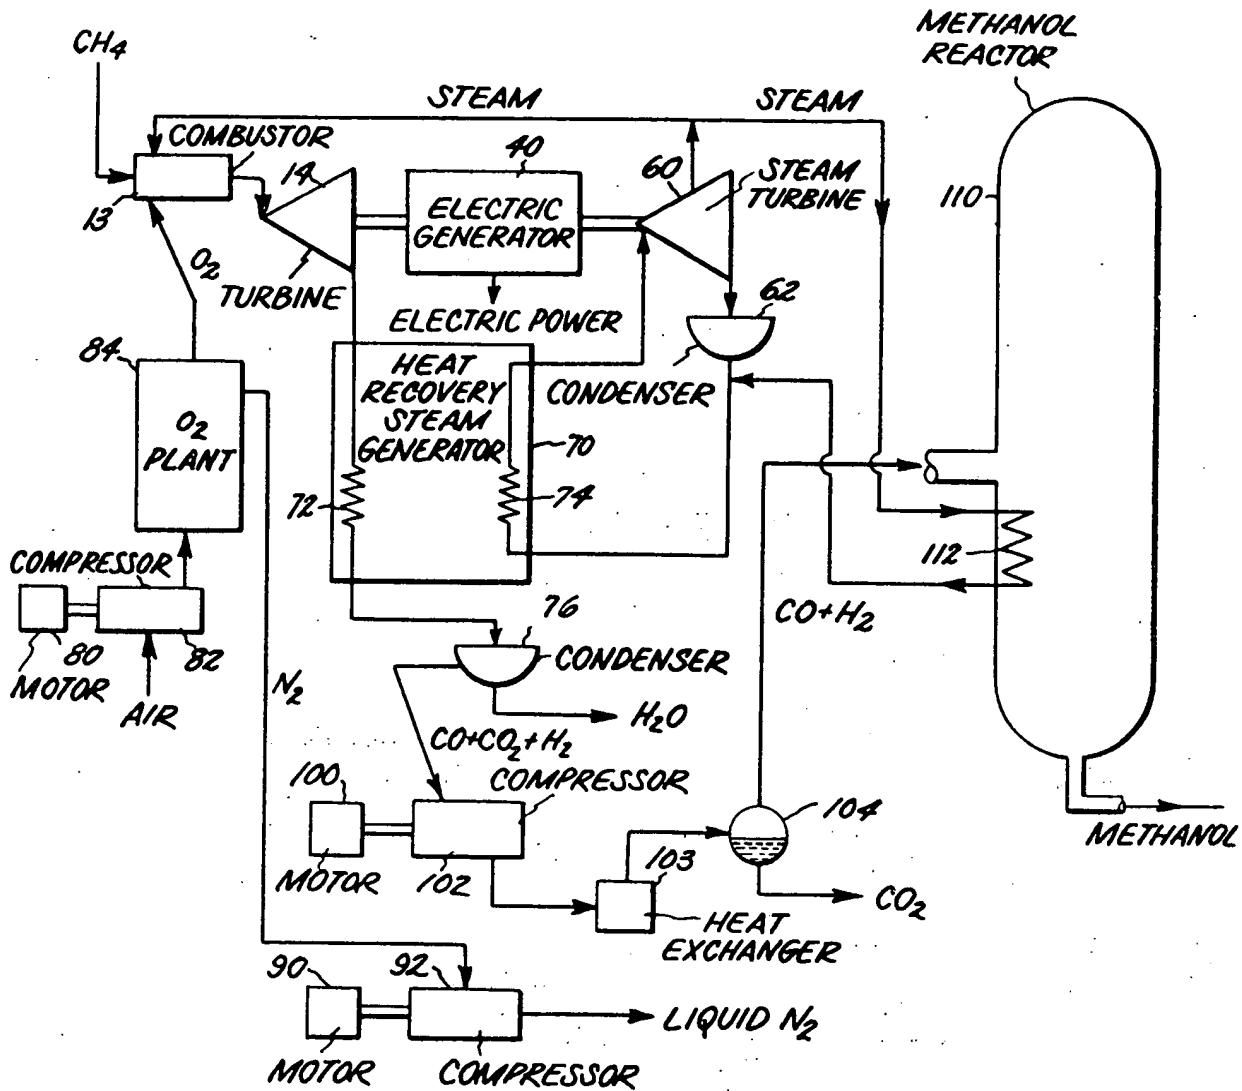 METHANOL
REACTOR
CH4
STEAM
STEAM
COMBUSTOR
40
14
60
STEAM
TURBINE
110
13
ELECTRIC
GENERATOR
O2
TURBINE
62
ELECTRIC POWER
84
HEAT
RECOVERY
STEAM
GENERATOR
CONDENSER
O2
PLANT
70
72
74
112
COMPRESSOR
CO+H2
76
80
82
CONDENSER
MOTOR
N2
AIR
H2O
CO+CO2+H2
100
COMPRESSOR
104
METHANOL
103
MOTOR
102
CO2
HEAT
EXCHANGER
90
92
LIQUID N2
MOTOR
COMPRESSOR